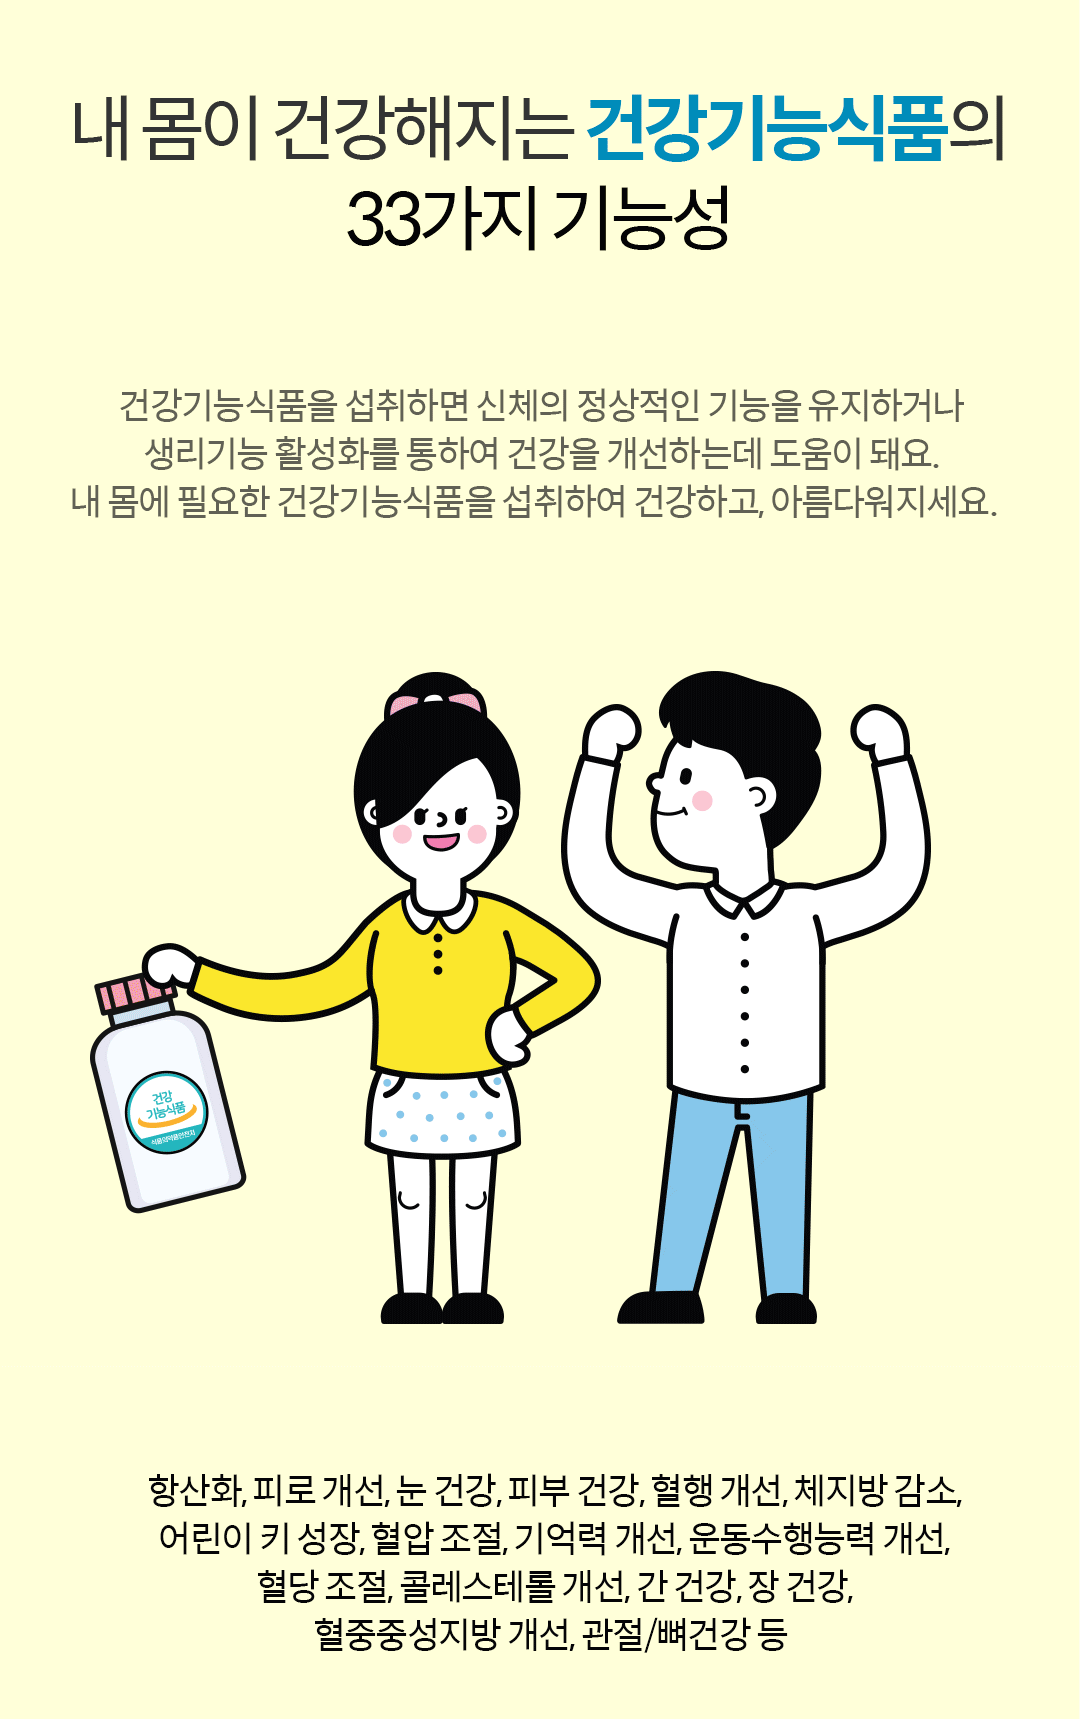 내 몸이 건강해지는 건강기능식품의
33가지 기능성
건강기능식품을 섭취하면 신체의 정상적인 기능을 유지하거나
생리기능 활성화를 통하여 건강을 개선하는데 도움이 돼요.
내 몸에 필요한 건강기능식품을 섭취하여 건강하고, 아름다워지세요.
건강
기능식품
식품의약품안전처
항산화, 피로 개선, 눈 건강, 피부 건강, 혈행 개선, 체지방 감소,
어린이 키 성장, 혈압 조절, 기억력 개선, 운동수행능력 개선,
혈당 조절, 콜레스테롤 개선, 간 건강, 장 건강,
혈중중성지방 개선, 관절/뼈건강 등